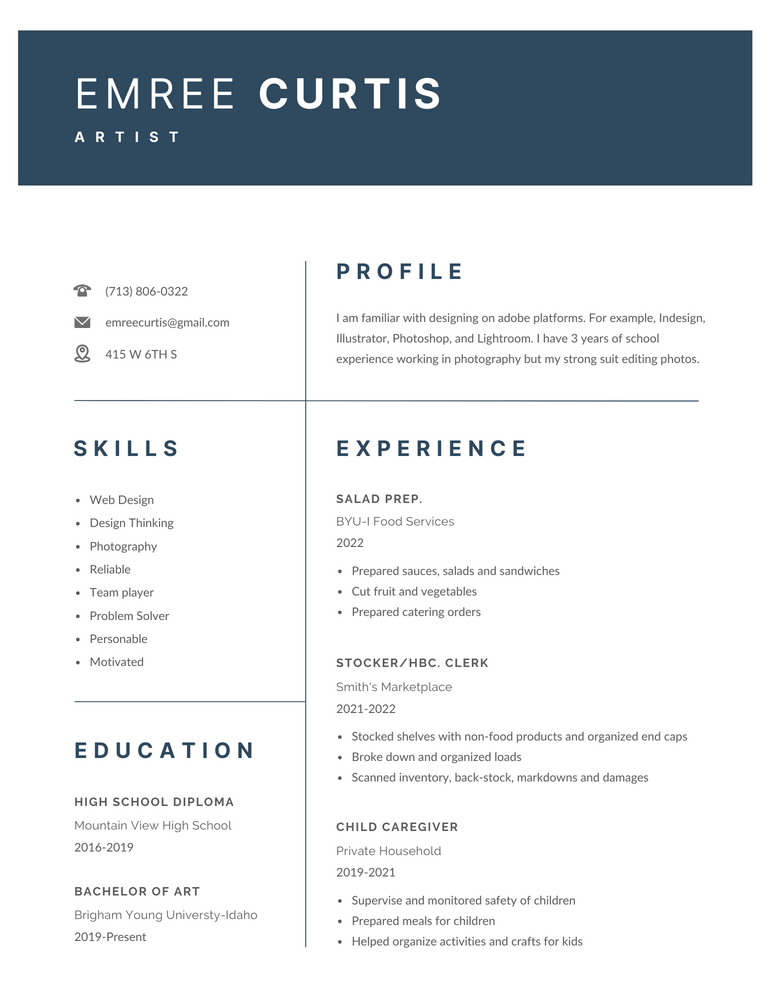 EMREE CURTIS
ARTIST
(713) 806-0322
emreecurtis@gmail.com
415 W 6TH S
PROFILE
I am familiar with designing on adobe platforms. For example, Indesign,
Illustrator, Photoshop, and Lightroom. I have 3 years of school
experience working in photography but my strong suit editing photos.
SKILLS
• Web Design
• Design Thinking
• Photography
• Reliable
• Team player
• Problem Solver
• Personable
• Motivated
EDUCATION
HIGH SCHOOL DIPLOMA
Mountain View High School
2016-2019
BACHELOR OF ART
Brigham Young Universty-Idaho
2019-Present
EXPERIENCE
SALAD PREP.
BYU-I Food Services
2022
• Prepared sauces, salads and sandwiches
• Cut fruit and vegetables
• Prepared catering orders
STOCKER/HBC. CLERK
Smith's Marketplace
2021-2022
• Stocked shelves with non-food products and organized end caps
• Broke down and organized loads
• Scanned inventory, back-stock, markdowns and damages
CHILD CAREGIVER
Private Household
2019-2021
• Supervise and monitored safety of children
• Prepared meals for children
• Helped organize activities and crafts for kids